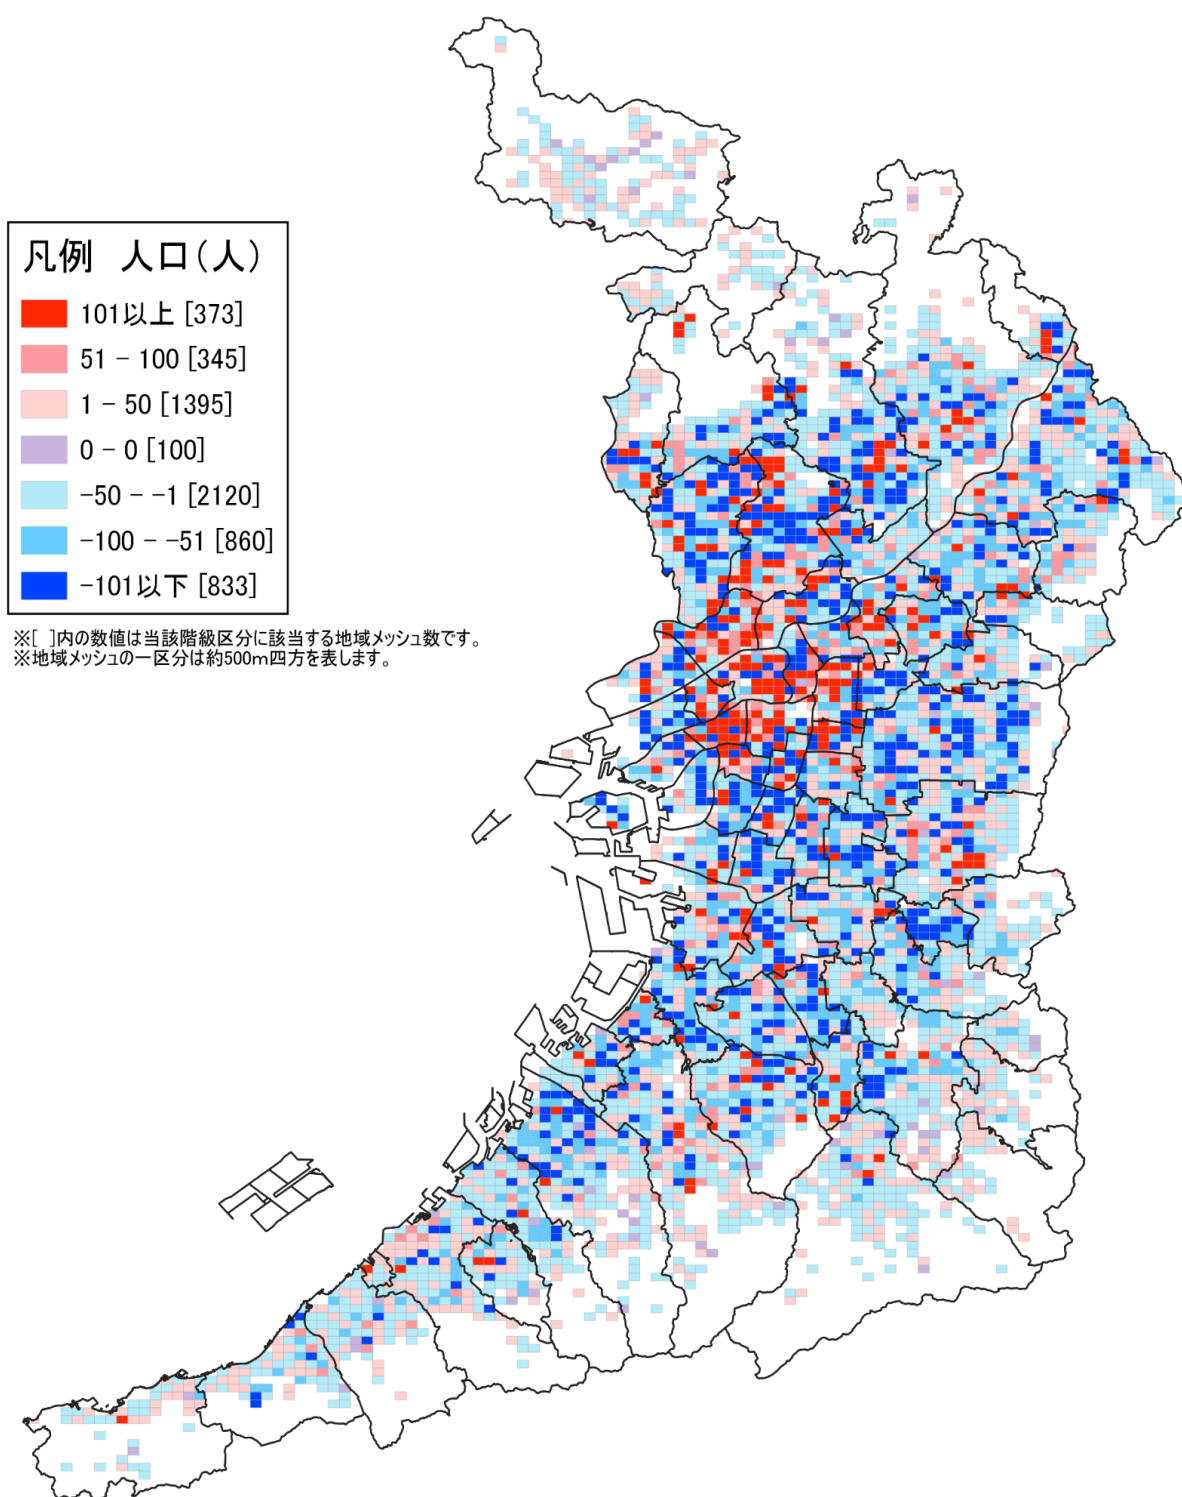 凡例 人口(人)
101以上 [373]
51 - 100 [345]
1 - 50 [1395]
0 - 0 [100]
-50 - -1 [2120]
-100 - -51 [860]
-101以下 [833]
※[ ]内の数値は当該階級区分に該当する地域メッシュ数です。
※地域メッシュの一区分は約500m四方を表します。